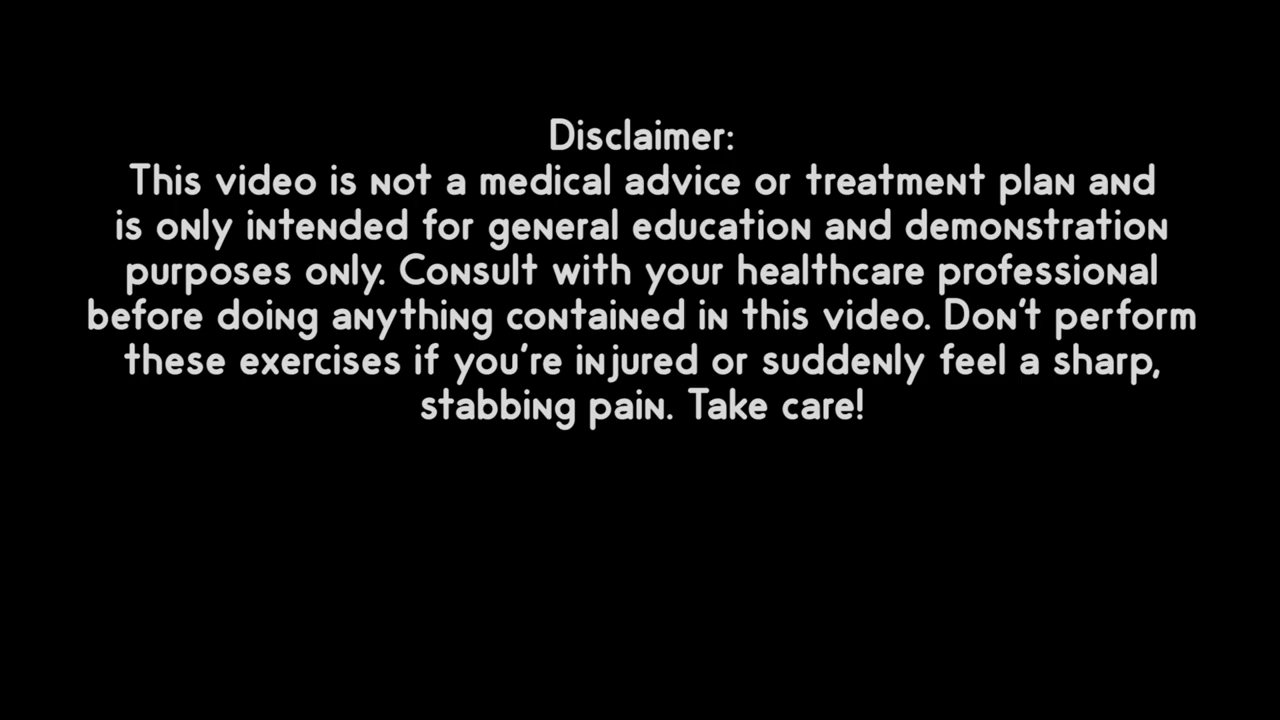 Disclaimer:
This video is not a medical advice or treatment plan and
is only intended for general education and demonstration
purposes only. Consult with your healthcare professional
before doing anything contained in this video. Don't perform
these exercises if you're injured or suddenly feel a sharp,
stabbing pain. Take care!